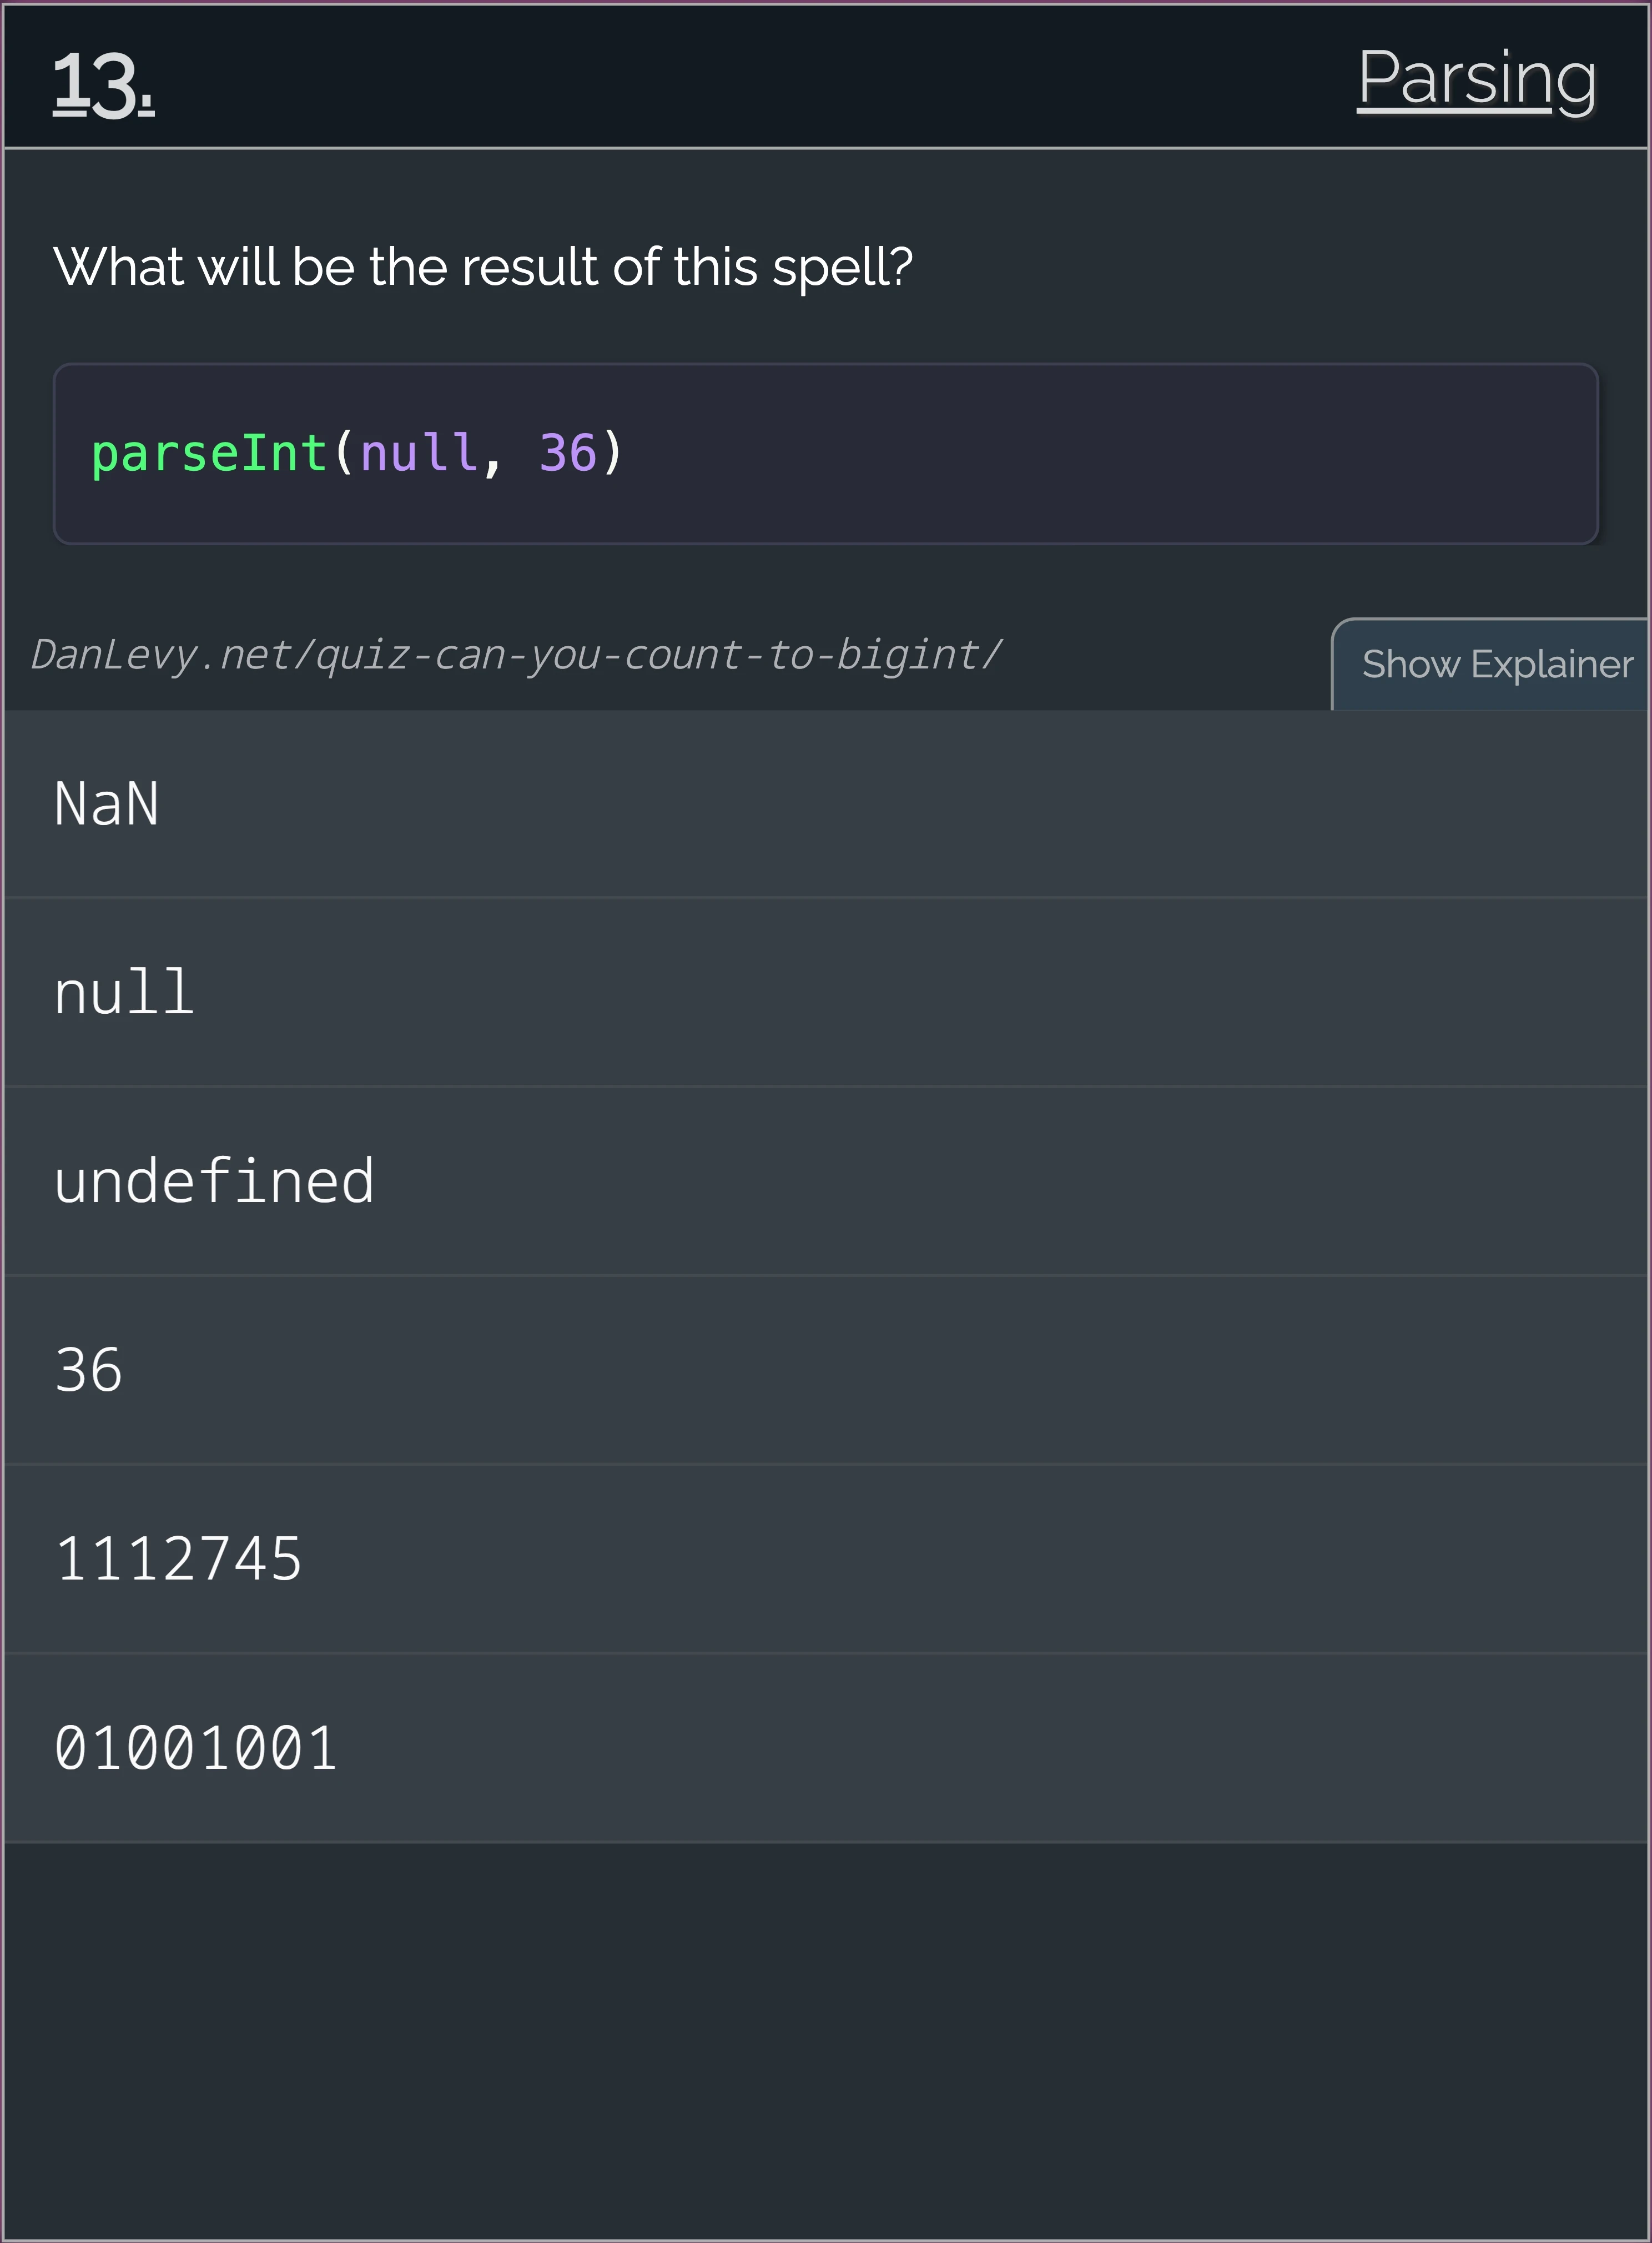 13.
Parsing
What will be the result of this spell?
parseInt(null, 36)
DanLevy.net/quiz-can-you-count-to-bigint/
Show Explainer
NaN
null
undefined
36
1112745
01001001